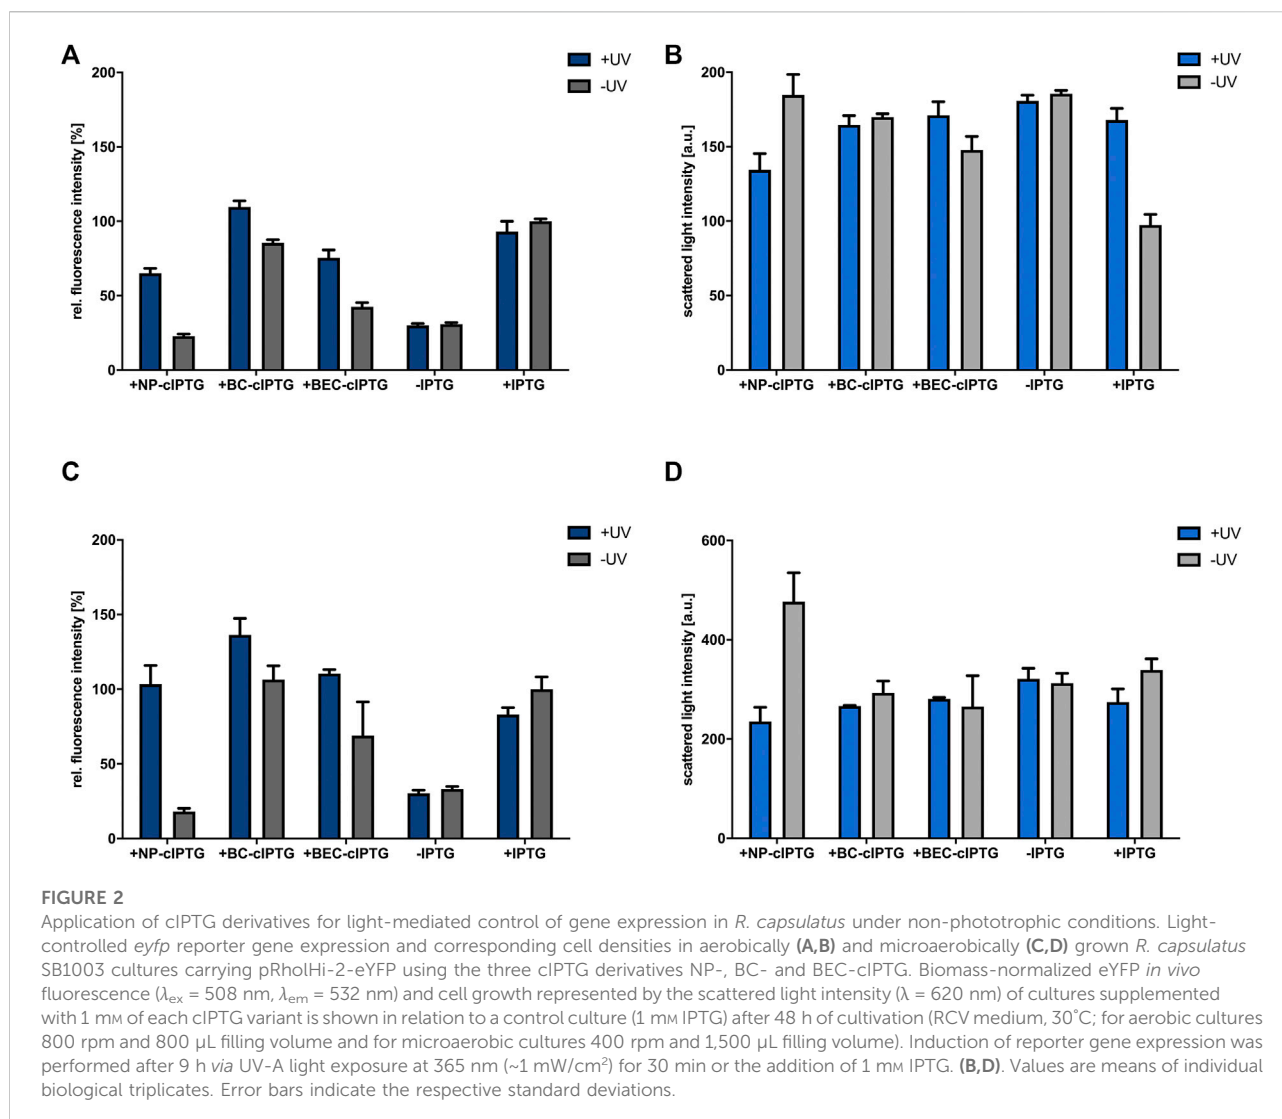 A
+UV
-UV
200
150
100
50
0
rel. fluorescence intensity [%]
+NP-cIPTG +BC-cIPTG +BEC-cIPTG -IPTG +IPTG
B
+UV
-UV
200
150
100
50
0
scattered light intensity [a.u.]
+NP-cIPTG +BC-cIPTG +BEC-cIPTG -IPTG +IPTG
C
+UV
-UV
200
150
100
50
0
rel. fluorescence intensity [%]
+NP-cIPTG +BC-cIPTG +BEC-cIPTG -IPTG +IPTG
D
+UV
-UV
600
400
200
0
scattered light intensity [a.u.]
+NP-cIPTG +BC-cIPTG +BEC-cIPTG -IPTG +IPTG
FIGURE 2
Application of cIPTG derivatives for light-mediated control of gene expression in R. capsulatus under non-phototrophic conditions. Light-
controlled eyfp reporter gene expression and corresponding cell densities in aerobically (A,B) and microaerobically (C,D) grown R. capsulatus
SB1003 cultures carrying pRholHi-2-eYFP using the three cIPTG derivatives NP-, BC- and BEC-cIPTG. Biomass-normalized eYFP in vivo
fluorescence (λex = 508 nm, λem = 532 nm) and cell growth represented by the scattered light intensity (λ = 620 nm) of cultures supplemented
with 1 mM of each cIPTG variant is shown in relation to a control culture (1 mM IPTG) after 48 h of cultivation (RCV medium, 30°C; for aerobic cultures
800 rpm and 800 µL filling volume and for microaerobic cultures 400 rpm and 1,500 µL filling volume). Induction of reporter gene expression was
performed after 9 h via UV-A light exposure at 365 nm (~1 mW/cm²) for 30 min or the addition of 1 mM IPTG. (B,D). Values are means of individual
biological triplicates. Error bars indicate the respective standard deviations.